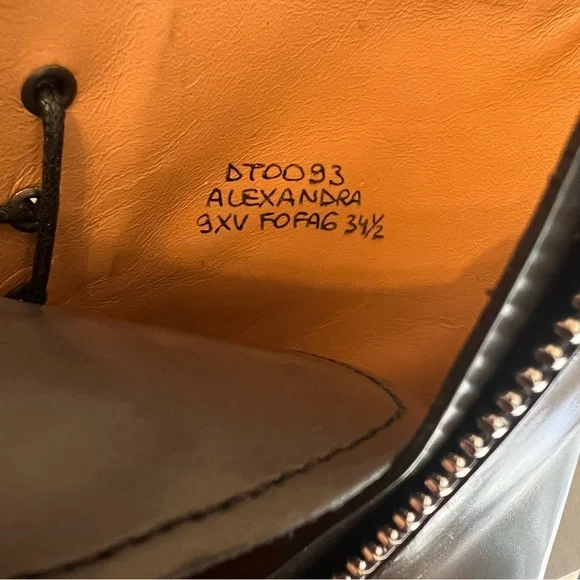 DT0093
ALEXANDRA
9XV FOFA6 34½